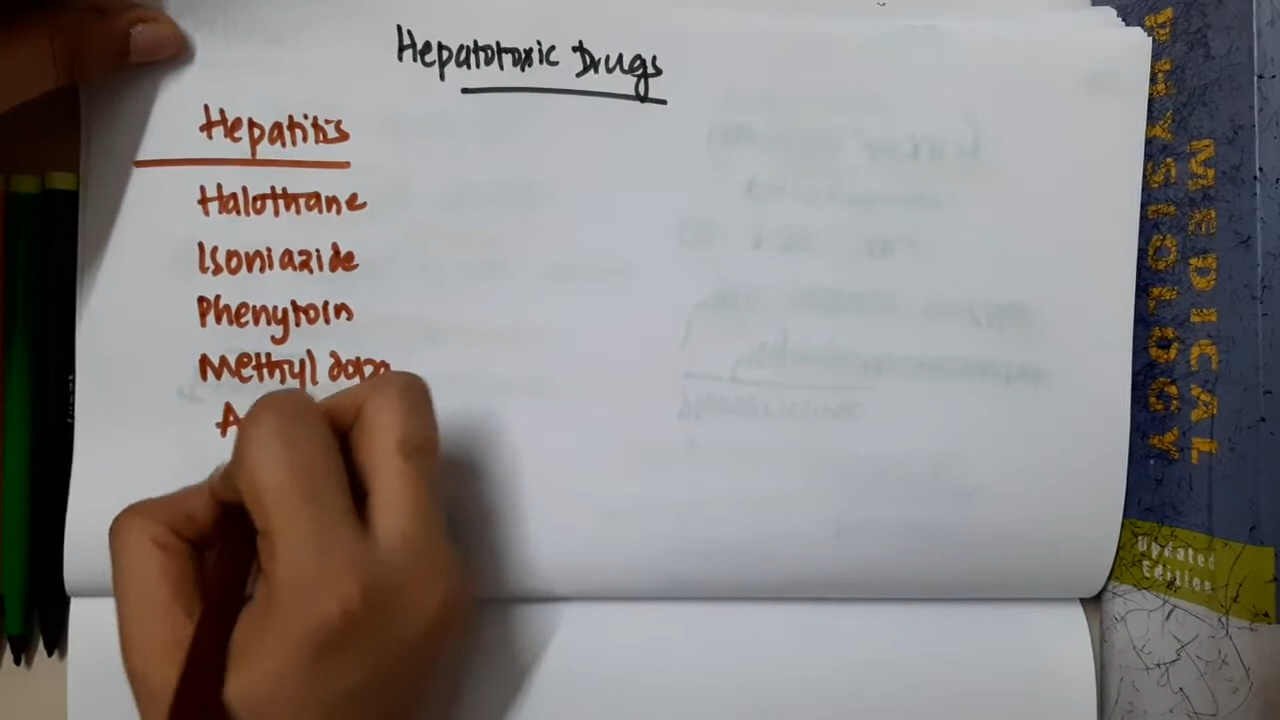 Hepatotoxic Drugs
Hepatitis
Halothane
Isoniazide
Phenytoin
Methyl dopa
A
MEDICAL
PHYSIOLOGY
Updated
Edition